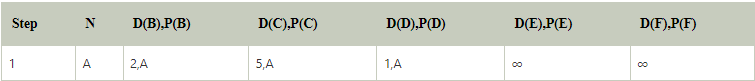 Step N D(B),P(B) D(C),P(C) D(D),P(D) D(E),P(E) D(F),P(F)
1 A 2,A 5,A 1,A ∞ ∞